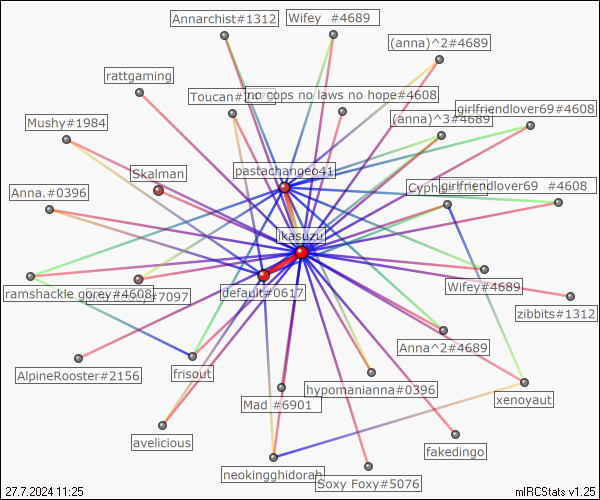 Annarchist#1312
Wifey #4689
(anna)^2#4689
rattgaming
Toucan#
no cops no laws no hope#4608
girlfriendlover69#4608
Mushy#1984
(anna)^3#4689
pastachangeo41
Skalman
girlfriendlover69 #4608
Anna.#0396
ikasuzu
ramshackle gorey#4608
#7097
default#0617
Wifey#4689
zibbits#1312
Anna^2#4689
AlpineRooster#2156
frisout
hypomanianna#0396
xenoyaut
Mad #6901
avelicious
fakedingo
neokingghidorah
Soxy Foxy#5076
27.7.2024 11:25
mIRCStats v1.25